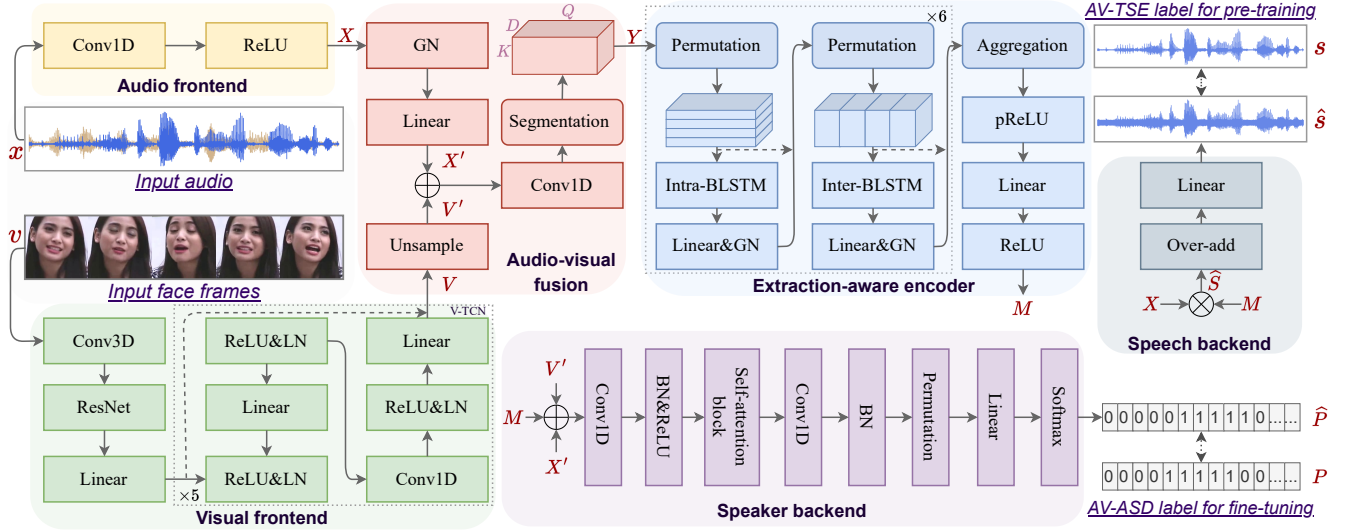 Conv1D
ReLU
Audio frontend
x
Input audio
v
Input face frames
X
GN
Linear
X′
V′
Unsample
V
D
Q
K
Segmentation
Conv1D
Audio-visual
fusion
Conv3D
ResNet
Linear
×5
ReLU&LN
Linear
ReLU&LN
V-TCN
Linear
ReLU&LN
Conv1D
Visual frontend
Y
×6
Permutation
Intra-BLSTM
Linear&GN
Permutation
Inter-BLSTM
Linear&GN
Aggregation
pReLU
Linear
ReLU
M
Extraction-aware encoder
AV-TSE label for pre-training
s
ŝ
Linear
Over-add
Ŝ
X
M
Speech backend
V′
M
X′
Conv1D
BN&ReLU
Self-attention
block
Conv1D
BN
Permutation
Linear
Softmax
Speaker backend
0 0 0 0 0 1 1 1 1 1 0 ......
P̂
0 0 0 0 1 1 1 1 1 0 0 ......
P
AV-ASD label for fine-tuning